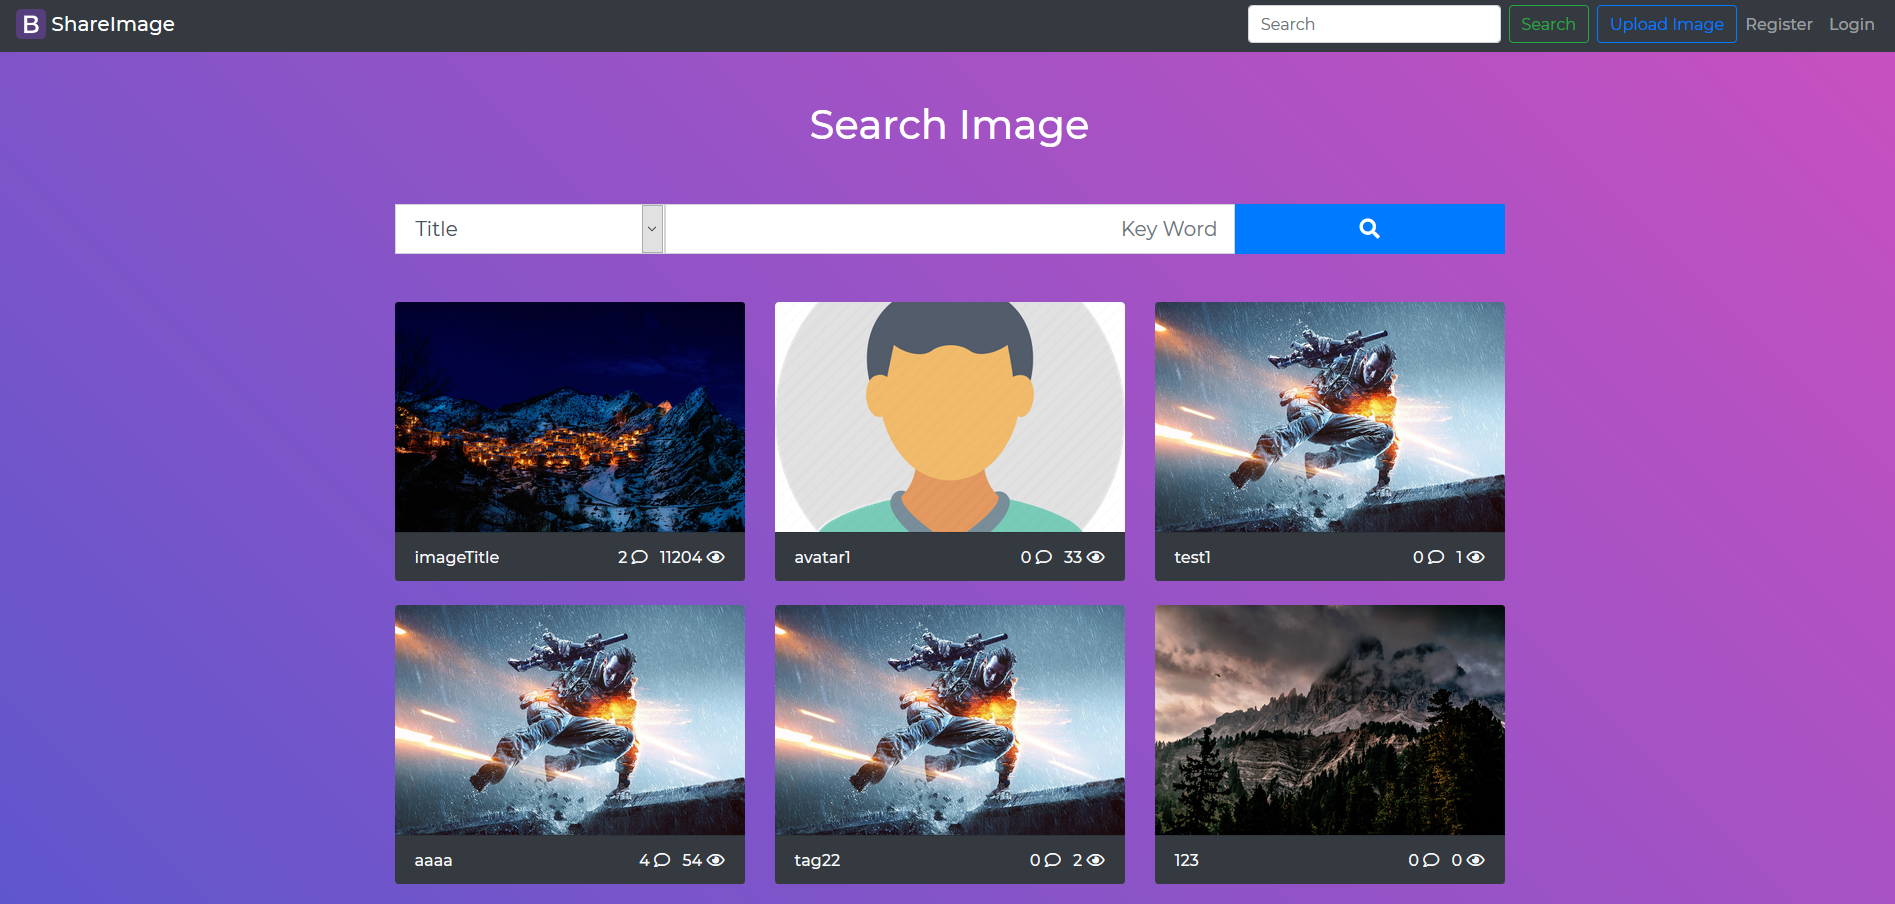 B ShareImage
Search
Search
Upload Image
Register
Login
Search Image
Title
Key Word
imageTitle 2 11204
avatar1 0 33
test1 0 1
aaaa 4 54
tag22 0 2
123 0 0